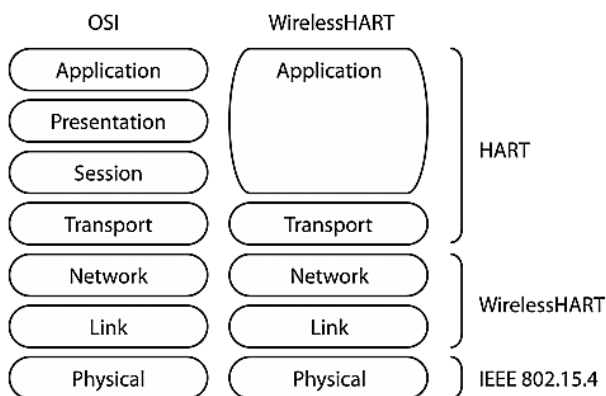 OSI WirelessHART
Application Application
Presentation
Session
HART
Transport Transport
Network Network
WirelessHART
Link Link
Physical Physical IEEE 802.15.4